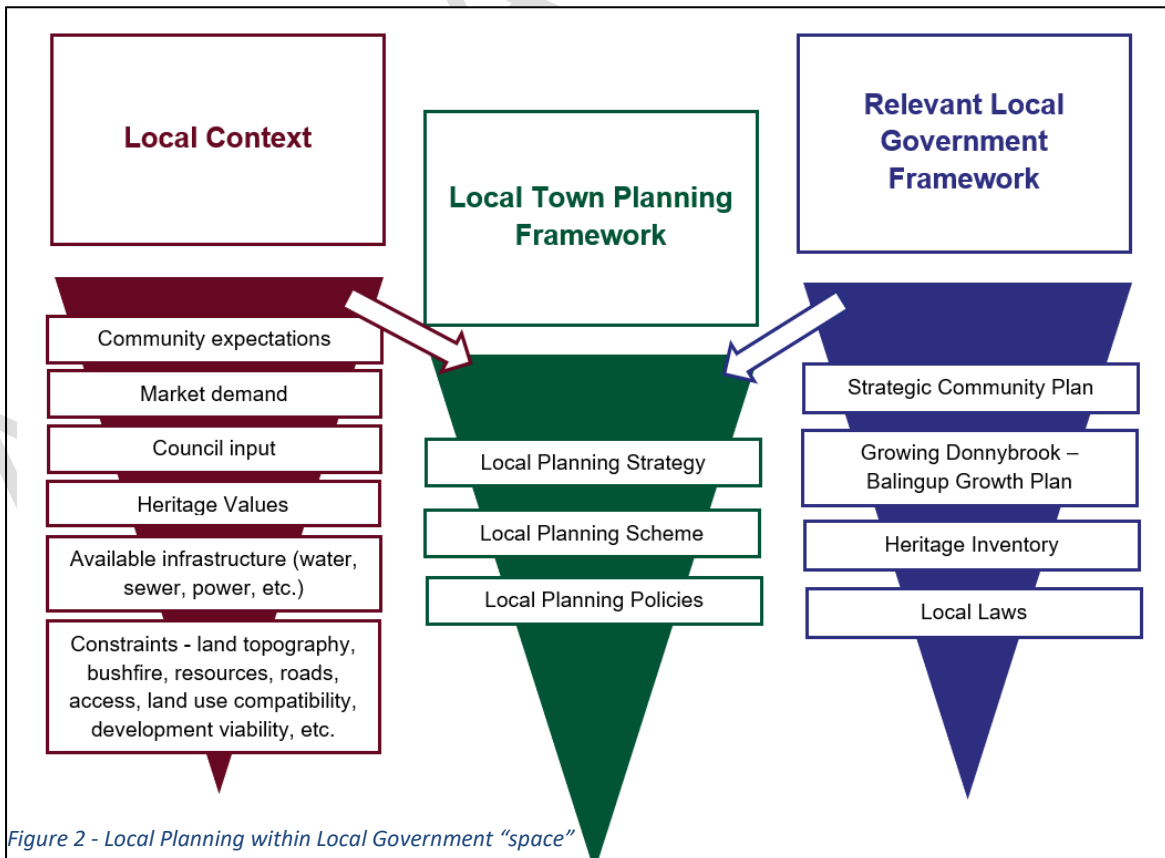 Local Context
Community expectations
Market demand
Council input
Heritage Values
Available infrastructure (water,
sewer, power, etc.)
Constraints - land topography,
bushfire, resources, roads,
access, land use compatibility,
development viability, etc.
Local Town Planning
Framework
Local Planning Strategy
Local Planning Scheme
Local Planning Policies
Relevant Local
Government
Framework
Strategic Community Plan
Growing Donnybrook –
Balingup Growth Plan
Heritage Inventory
Local Laws
Figure 2 - Local Planning within Local Government “space”